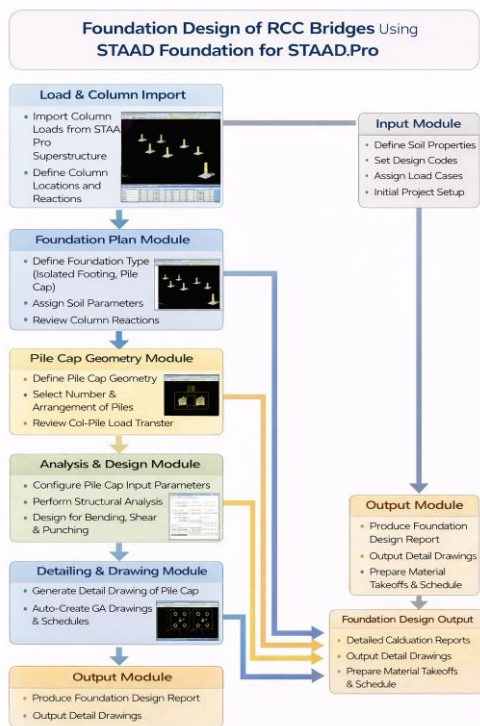 Foundation Design of RCC Bridges Using
STAAD Foundation for STAAD.Pro
Load & Column Import
• Import Column
Loads from STAA
Pro
Superstructure
• Define Column
Locations and
Reactions
Input Module
• Define Soil Properties
• Set Design Codes
• Assign Load Cases
• Initial Project Setup
Foundation Plan Module
• Define Foundation Type
(Isolated Footing, Pile
Cap)
• Assign Soil Parameters
• Review Column Reactions
Pile Cap Geometry Module
• Define Pile Cap Geometry
• Select Number &
Arrangement of Piles
• Review Col-Pile Load Transter
Analysis & Design Module
• Configure Pile Cap Input Parameters
• Perform Structural Analysis
• Design for Bending, Shear
& Punching
Detailing & Drawing Module
• Generate Detail Drawing of Pile Cap
• Auto-Create GA Drawings
& Schedules
Output Module
• Produce Foundation Design Report
• Output Detail Drawings
Output Module
• Produce Foundation
Design Report
• Output Detail Drawings
• Prepare Material
Takeoffs & Schedule
Foundation Design Output
• Detailed Calduation Reports
• Output Detail Drawings
• Prepare Material Takeoffs
& Schedule